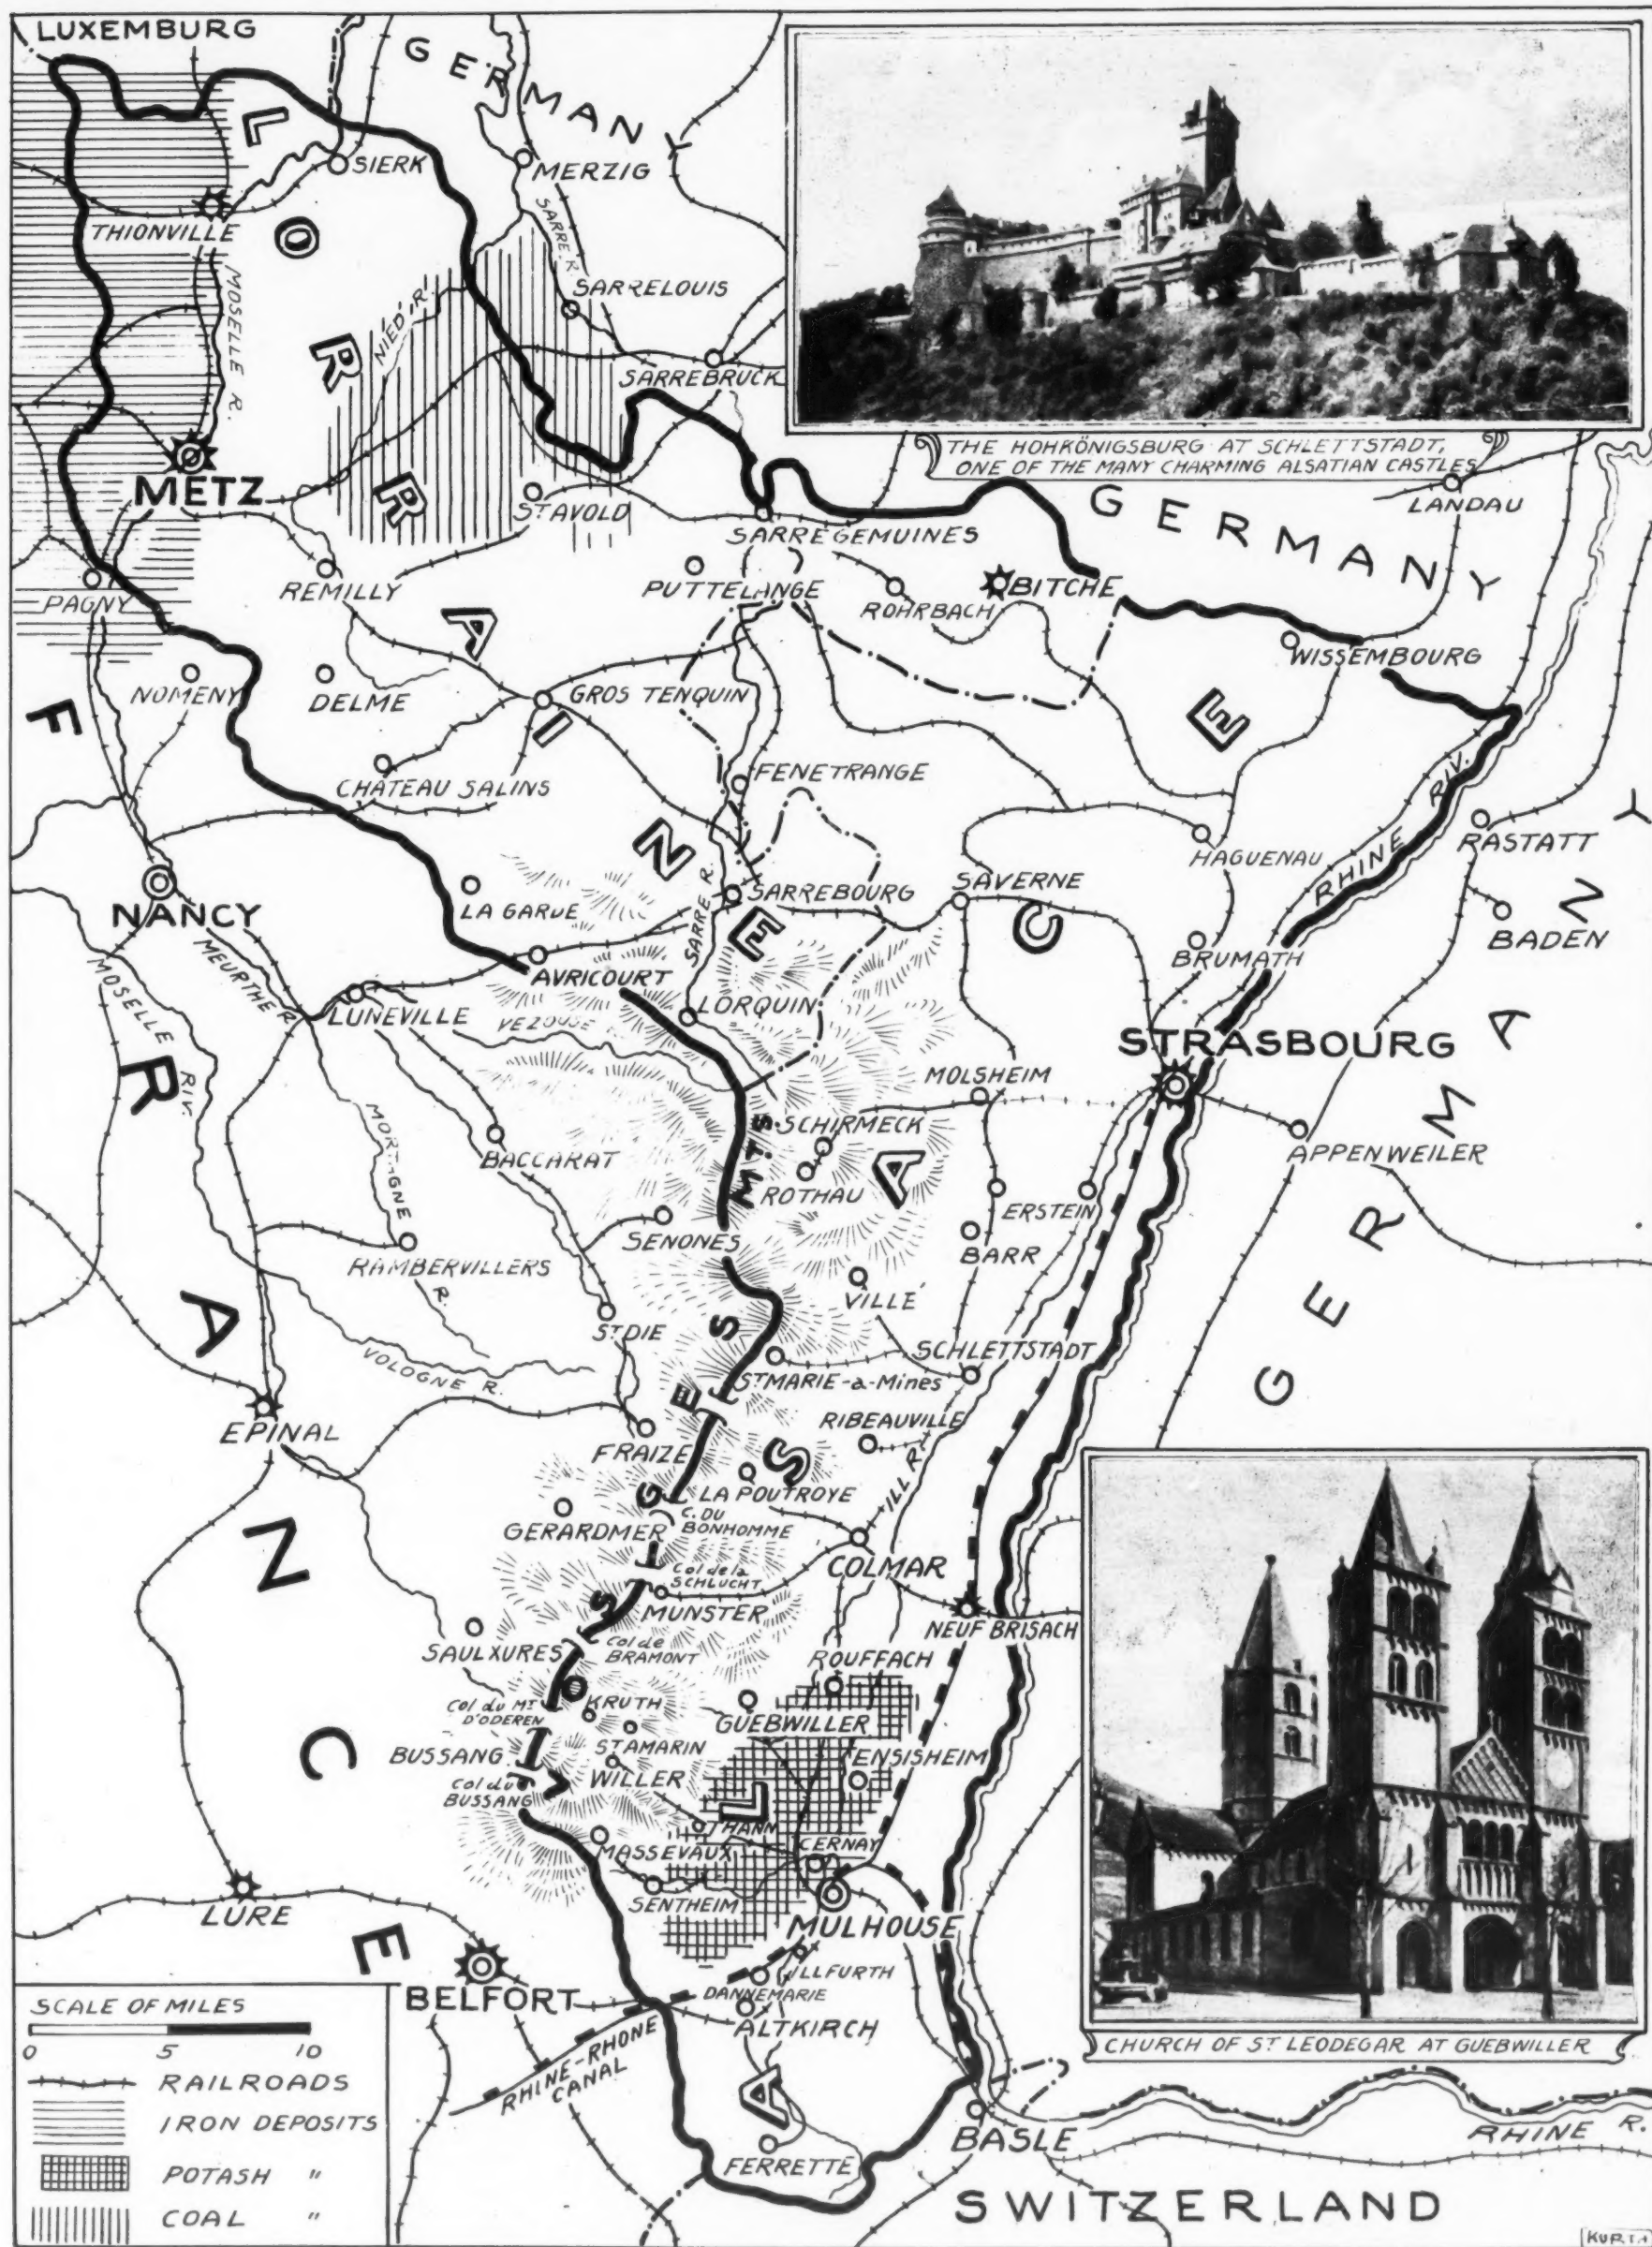 LUXEMBURG
GERMANY
LORRAINE
SIERK
MERZIG
SARRE R.
THIONVILLE
MOSELLE R.
NIED R.
SARRELOUIS
SARREBRUCK
THE HOHKÖNIGSBURG AT SCHLETTSTADT,
ONE OF THE MANY CHARMING ALSATIAN CASTLES
METZ
ST AVOLD
SARREGEMUINES
GERMANY
LANDAU
PAGNY
REMILLY
PUTTELANGE
ROHRBACH
BITCHE
WISSEMBOURG
NOMENY
DELME
GROS TENQUIN
FRANCE
CHATEAU SALINS
FENETRANGE
ALSACE
HAGUENAU
RHINE RIV.
RASTATT
GERMANY
NANCY
LA GARDE
SARRE R.
SARREBOURG
SAVERNE
BRUMATH
BADEN
MEURTHE R.
MOSELLE RIV.
AVRICOURT
LUNEVILLE
VEZOUSE
LORQUIN
STRASBOURG
MOLSHEIM
VOSGES MTS.
SCHIRMECK
APPENWEILER
MORTAGNE R.
BACCARAT
ROTHAU
ERSTEIN
SENONES
BARR
RAMBERVILLERS
VILLÉ
ST. DIE
SCHLETTSTADT
VOLOGNE R.
ST MARIE-a-Mines
EPINAL
RIBEAUVILLE
FRAIZE
LA POUTROYE
ILL R.
GERARDMER
C. DU
BONHOMME
COLMAR
Col de la
SCHLUCHT
MUNSTER
NEUF BRISACH
SAULXURES
Col de
BRAMONT
ROUFFACH
Col du MT
D'ODEREN
KRUTH
GUEBWILLER
ST AMARIN
BUSSANG
ENSISHEIM
WILLER
Col du
BUSSANG
THANN
CERNAY
MASSEVAUX
SENTHEIM
LURE
MULHOUSE
ILLFURTH
BELFORT
DANNEMARIE
ALTKIRCH
RHINE-RHONE
CANAL
CHURCH OF ST LEODEGAR AT GUEBWILLER
FERRETTE
BASLE
RHINE R.
SWITZERLAND
SCALE OF MILES
0 5 10
RAILROADS
IRON DEPOSITS
POTASH "
COAL "
KURTH